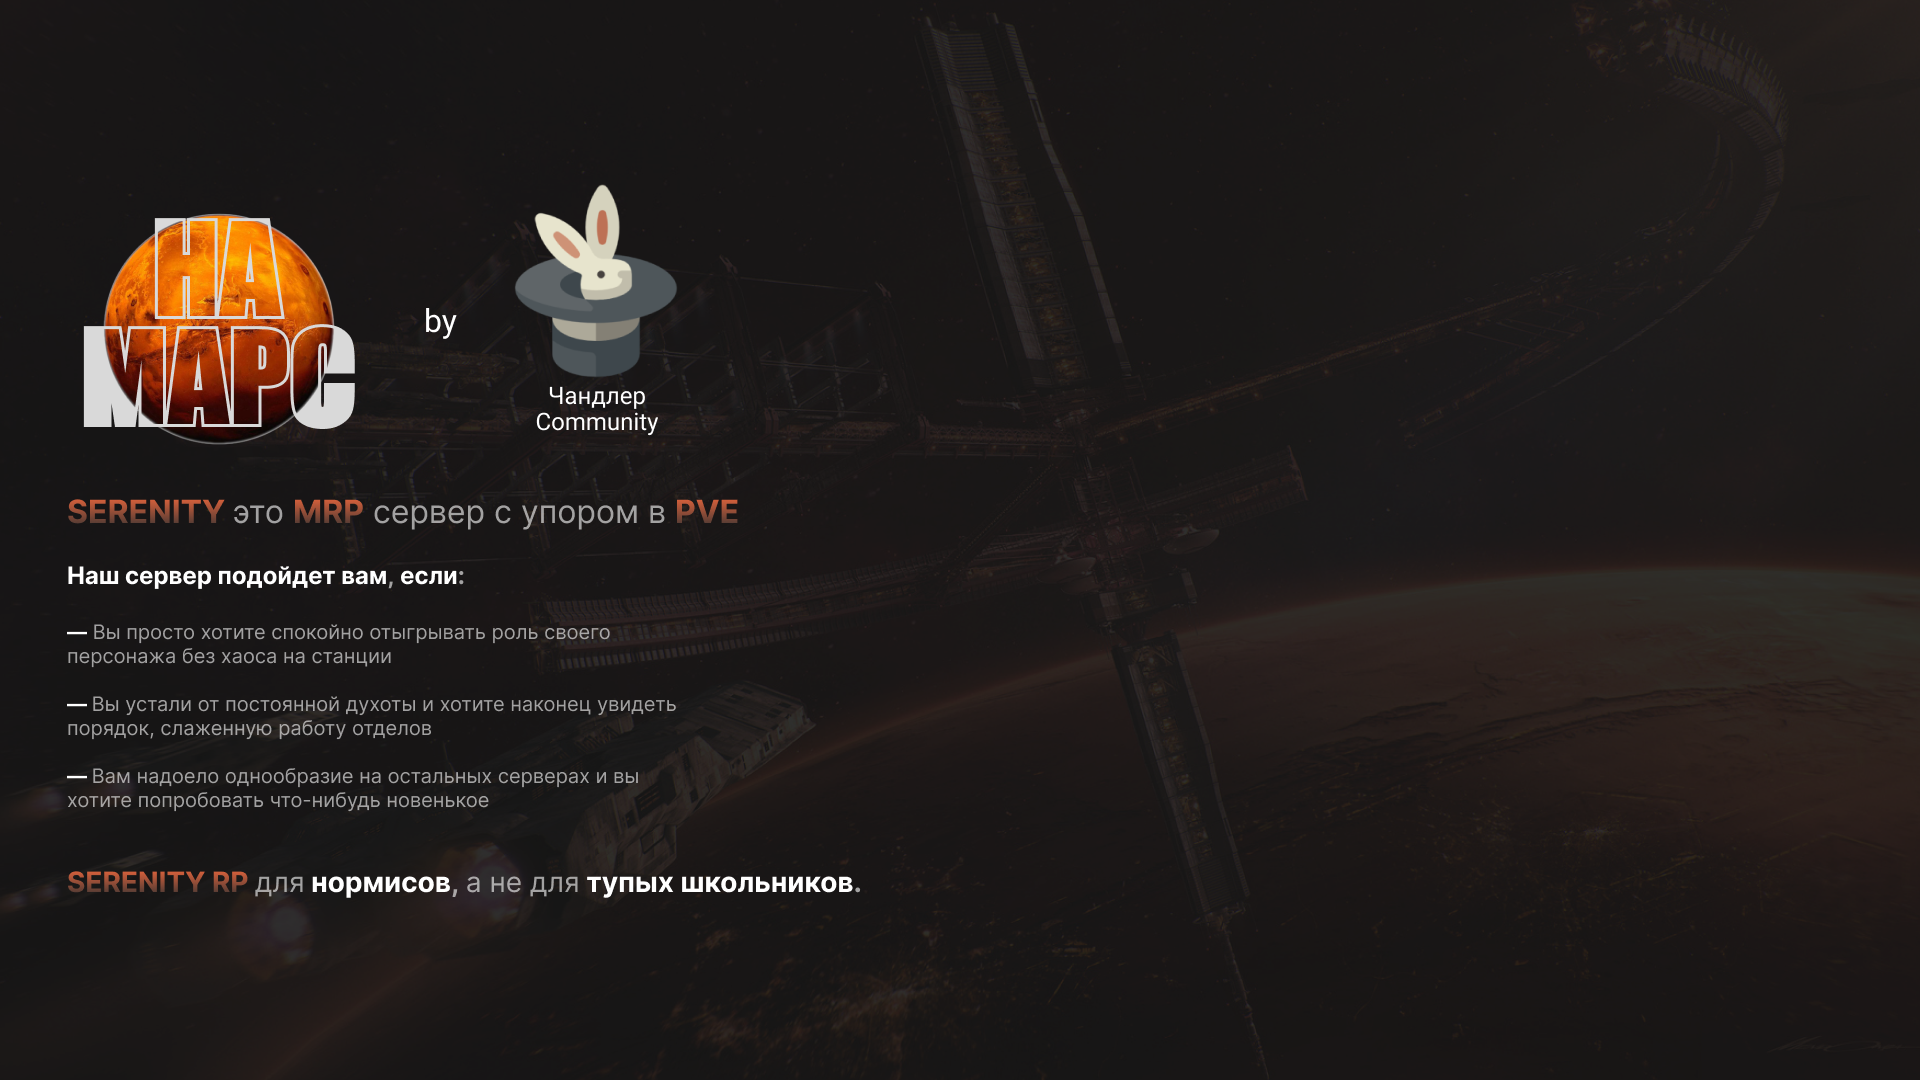 НА
МАРС
by
Чандлер
Community
SERENITY это MRP сервер с упором в PVE
Наш сервер подойдет вам, если:
— Вы просто хотите спокойно отыгрывать роль своего
персонажа без хаоса на станции
— Вы устали от постоянной духоты и хотите наконец увидеть
порядок, слаженную работу отделов
— Вам надоело однообразие на остальных серверах и вы
хотите попробовать что-нибудь новенькое
SERENITY RP для нормисов, а не для тупых школьников.